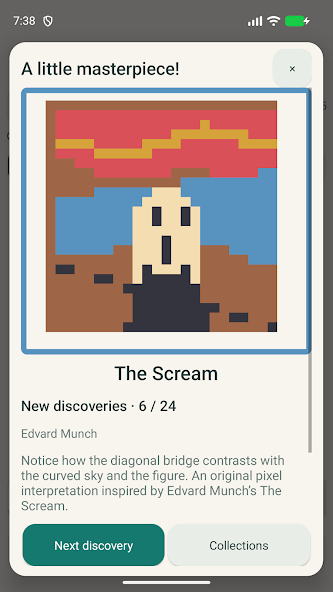 7:38
A little masterpiece!
×
The Scream
New discoveries · 6 / 24
Edvard Munch
Notice how the diagonal bridge contrasts with
the curved sky and the figure. An original pixel
interpretation inspired by Edvard Munch's The
Scream.
Next discovery
Collections